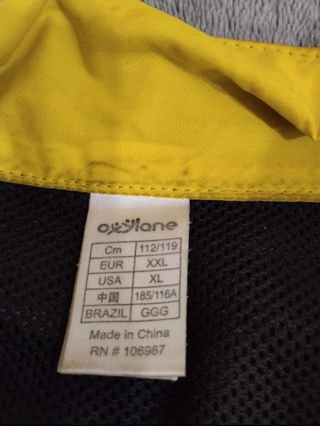 oxylane
Cm 112/119
EUR XXL
USA XL
中国 185/116A
BRAZIL GGG
Made in China
RN # 106987